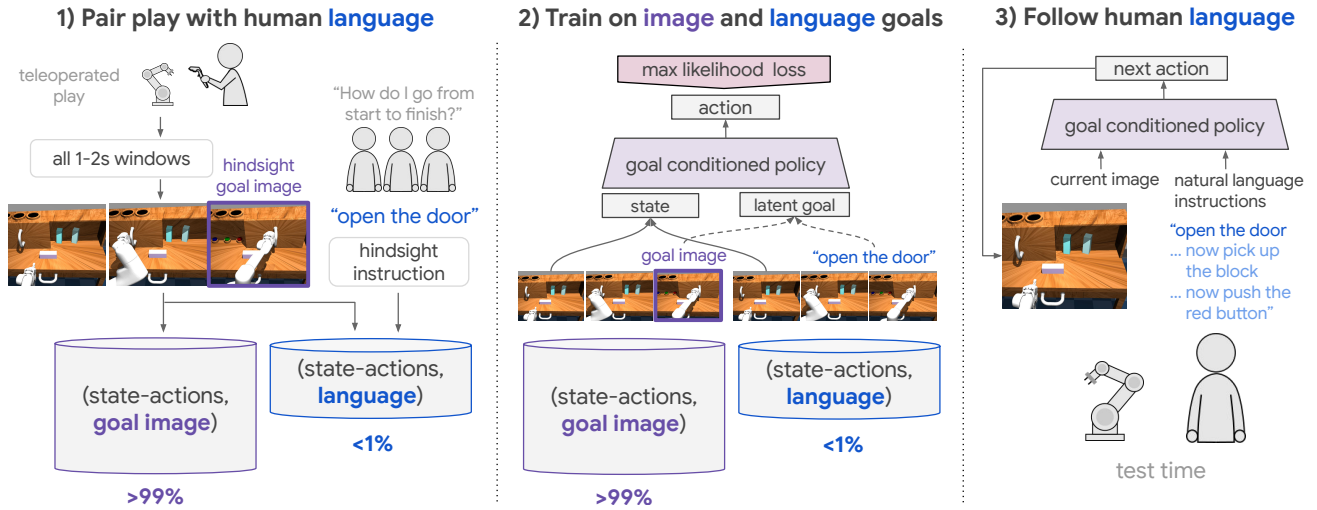 1) Pair play with human language
teleoperated
play
“How do I go from
start to finish?”
all 1-2s windows
hindsight
goal image
“open the door”
hindsight
instruction
(state-actions,
goal image)
>99%
(state-actions,
language)
<1%
2) Train on image and language goals
max likelihood loss
action
goal conditioned policy
state
latent goal
goal image
“open the door”
(state-actions,
goal image)
>99%
(state-actions,
language)
<1%
3) Follow human language
next action
goal conditioned policy
current image
natural language
instructions
“open the door
... now pick up
the block
... now push the
red button”
test time